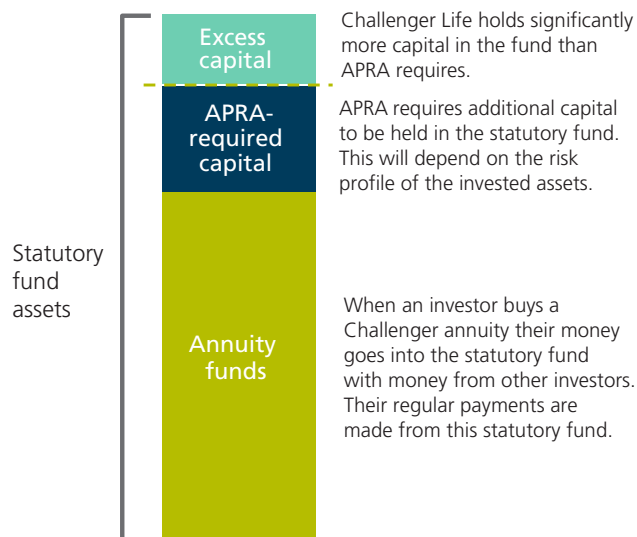 Excess
capital
Challenger Life holds significantly
more capital in the fund than
APRA requires.
APRA-
required
capital
APRA requires additional capital
to be held in the statutory fund.
This will depend on the risk
profile of the invested assets.
Statutory
fund
assets
Annuity
funds
When an investor buys a
Challenger annuity their money
goes into the statutory fund
with money from other investors.
Their regular payments are
made from this statutory fund.